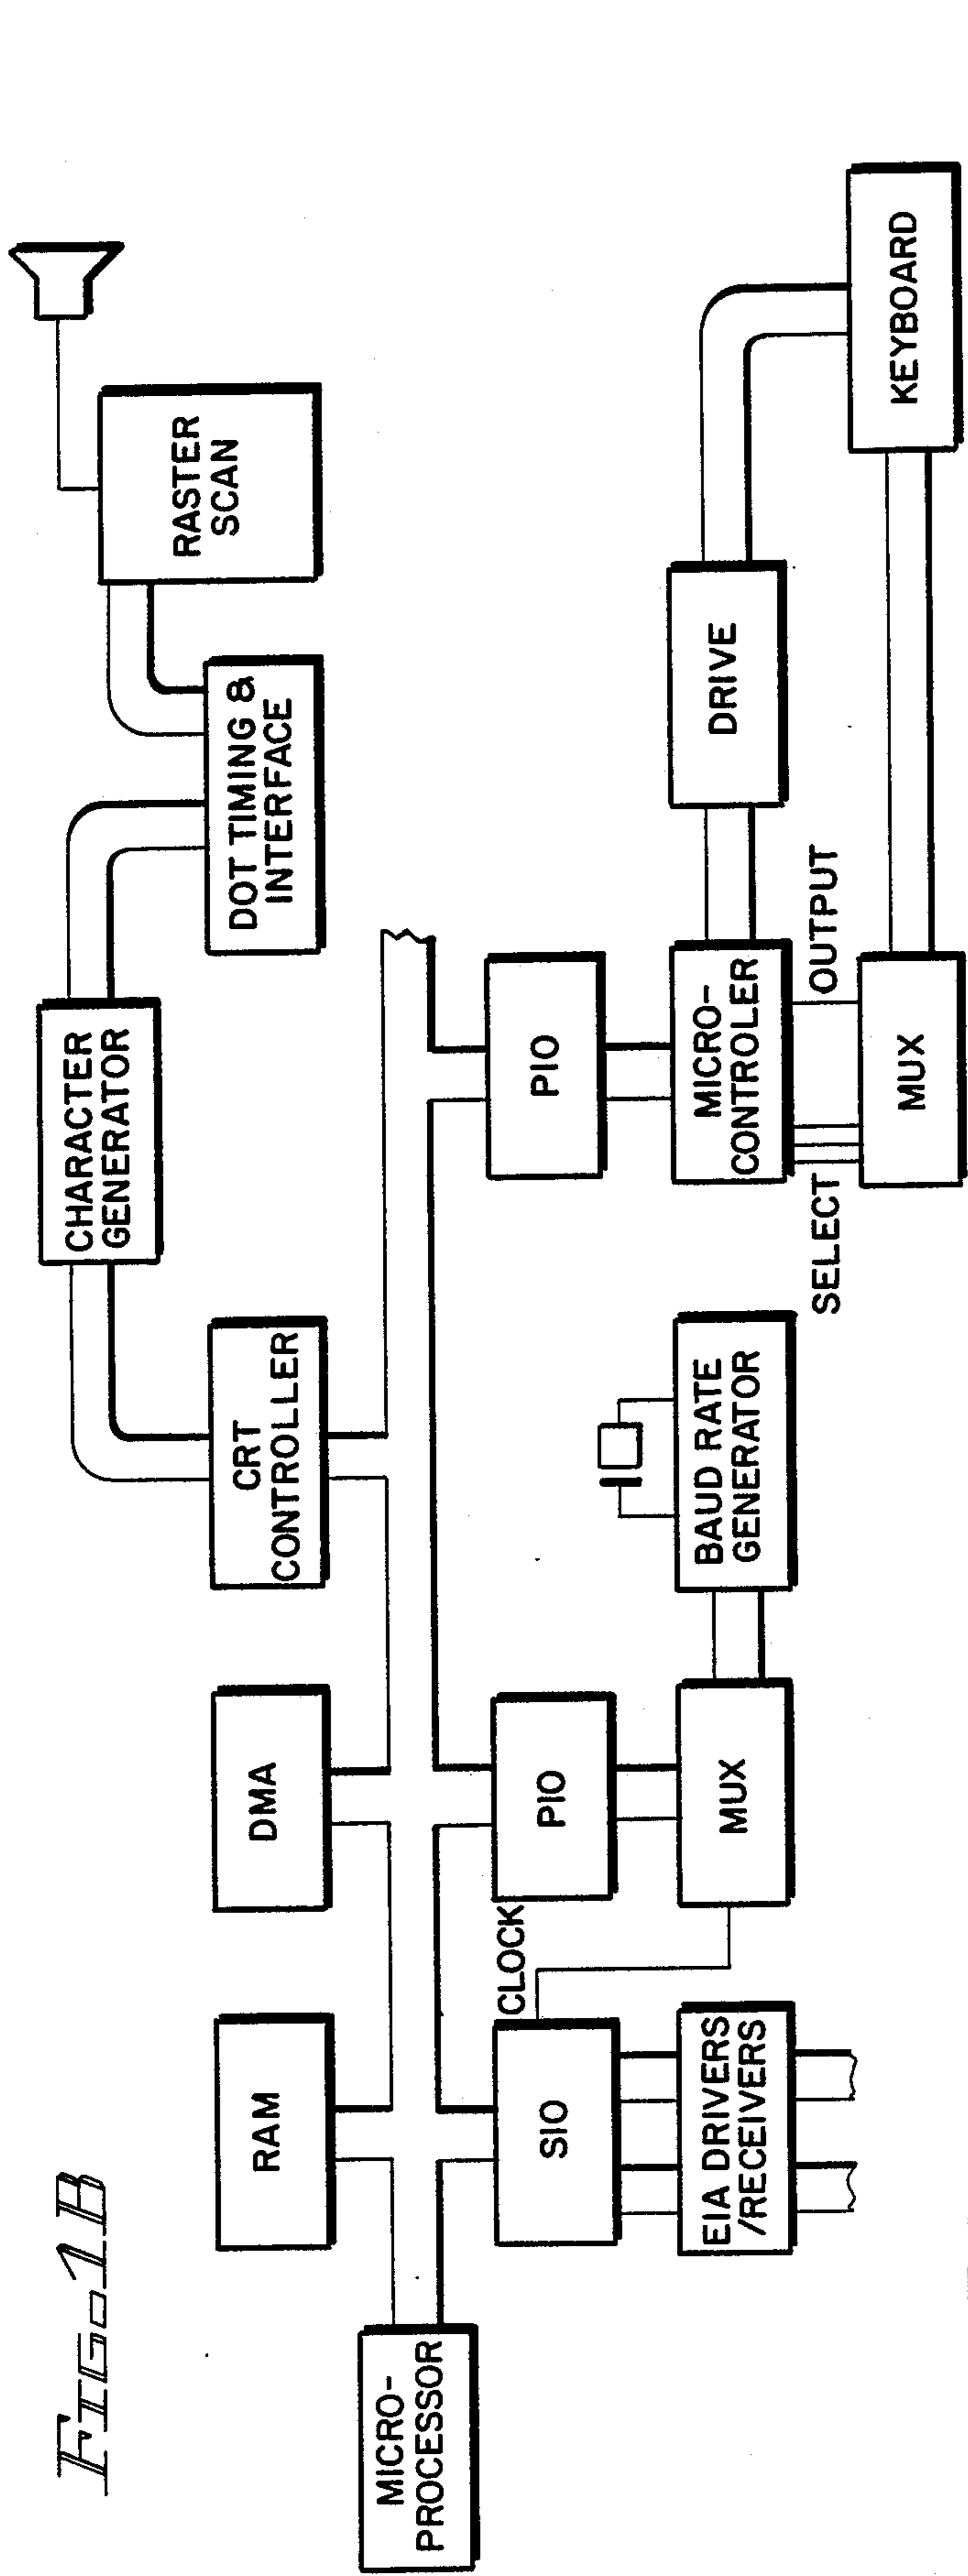 FIG. 1B
MICRO-
PROCESSOR
RAM
DMA
CRT
CONTROLLER
CHARACTER
GENERATOR
DOT TIMING &
INTERFACE
RASTER
SCAN
SIO
CLOCK
PIO
PIO
EIA DRIVERS
/RECEIVERS
MUX
BAUD RATE
GENERATOR
MICRO-
CONTROLER
DRIVE
SELECT
OUTPUT
MUX
KEYBOARD